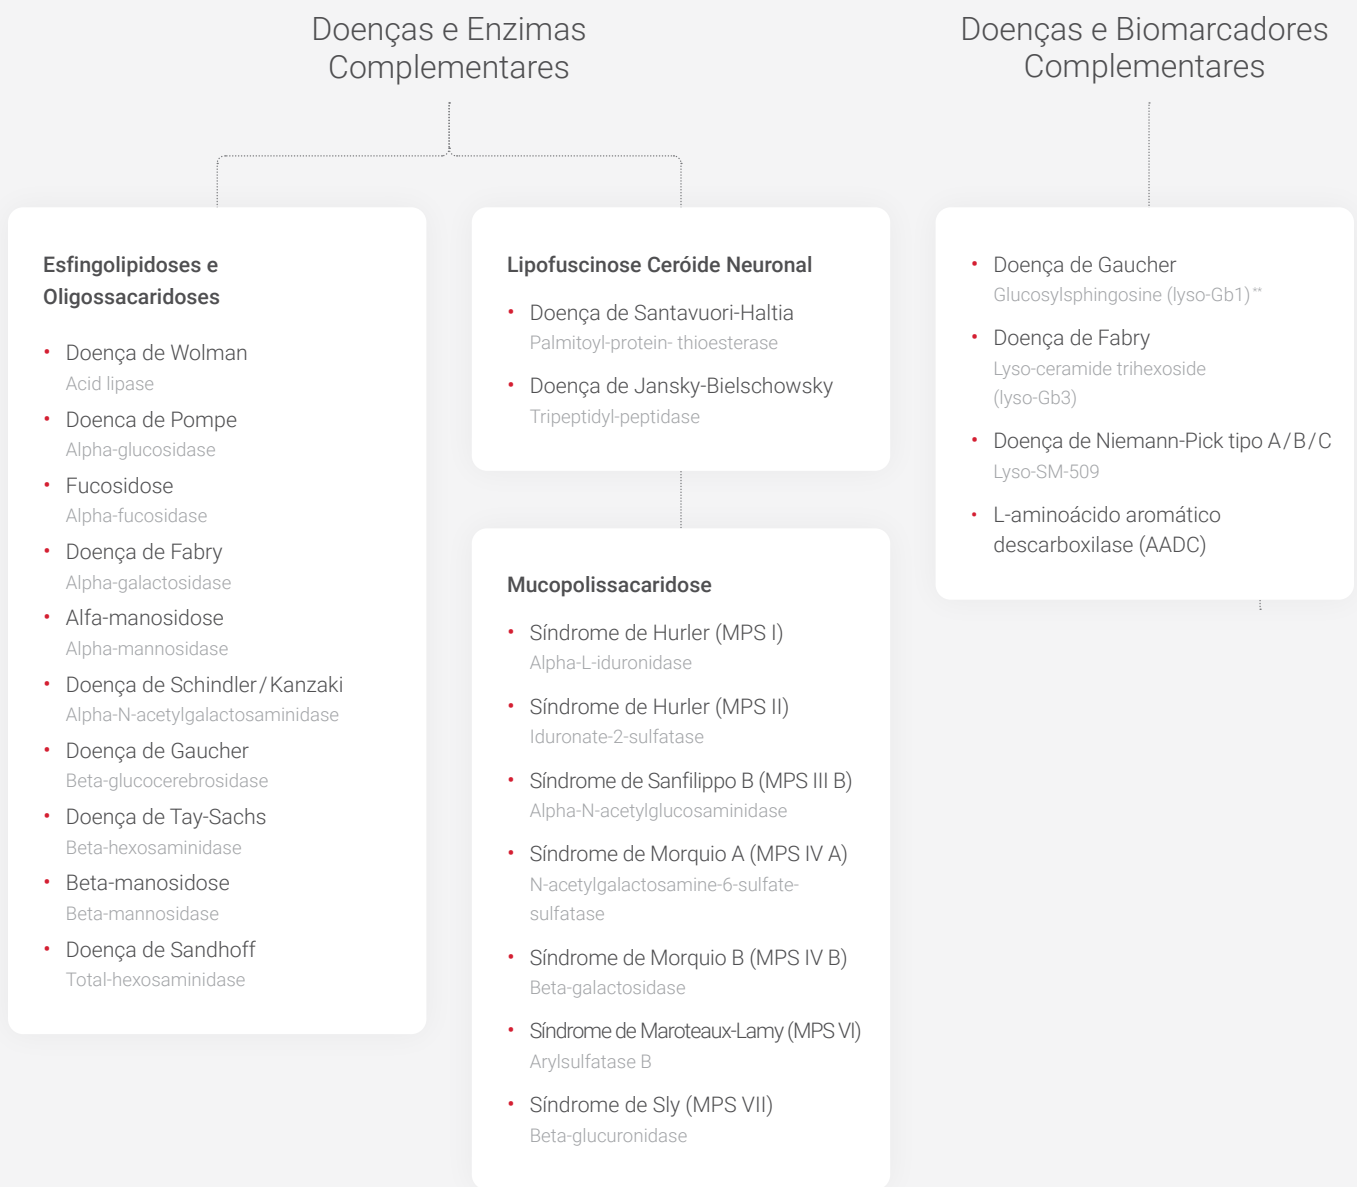 Doenças e Enzimas
Complementares
Esfingolipidoses e
Oligossacaridoses
• Doença de Wolman
Acid lipase
• Doenca de Pompe
Alpha-glucosidase
• Fucosidose
Alpha-fucosidase
• Doença de Fabry
Alpha-galactosidase
• Alfa-manosidose
Alpha-mannosidase
• Doença de Schindler/Kanzaki
Alpha-N-acetylgalactosaminidase
• Doença de Gaucher
Beta-glucocerebrosidase
• Doença de Tay-Sachs
Beta-hexosaminidase
• Beta-manosidose
Beta-mannosidase
• Doença de Sandhoff
Total-hexosaminidase
Lipofuscinose Ceróide Neuronal
• Doença de Santavuori-Haltia
Palmitoyl-protein- thioesterase
• Doença de Jansky-Bielschowsky
Tripeptidyl-peptidase
Mucopolissacaridose
• Síndrome de Hurler (MPS I)
Alpha-L-iduronidase
• Síndrome de Hurler (MPS II)
Iduronate-2-sulfatase
• Síndrome de Sanfilippo B (MPS III B)
Alpha-N-acetylglucosaminidase
• Síndrome de Morquio A (MPS IV A)
N-acetylgalactosamine-6-sulfate-
sulfatase
• Síndrome de Morquio B (MPS IV B)
Beta-galactosidase
• Síndrome de Maroteaux-Lamy (MPS VI)
Arylsulfatase B
• Síndrome de Sly (MPS VII)
Beta-glucuronidase
Doenças e Biomarcadores
Complementares
• Doença de Gaucher
Glucosylsphingosine (lyso-Gb1)**
• Doença de Fabry
Lyso-ceramide trihexoside
(lyso-Gb3)
• Doença de Niemann-Pick tipo A/B/C
Lyso-SM-509
• L-aminoácido aromático
descarboxilase (AADC)